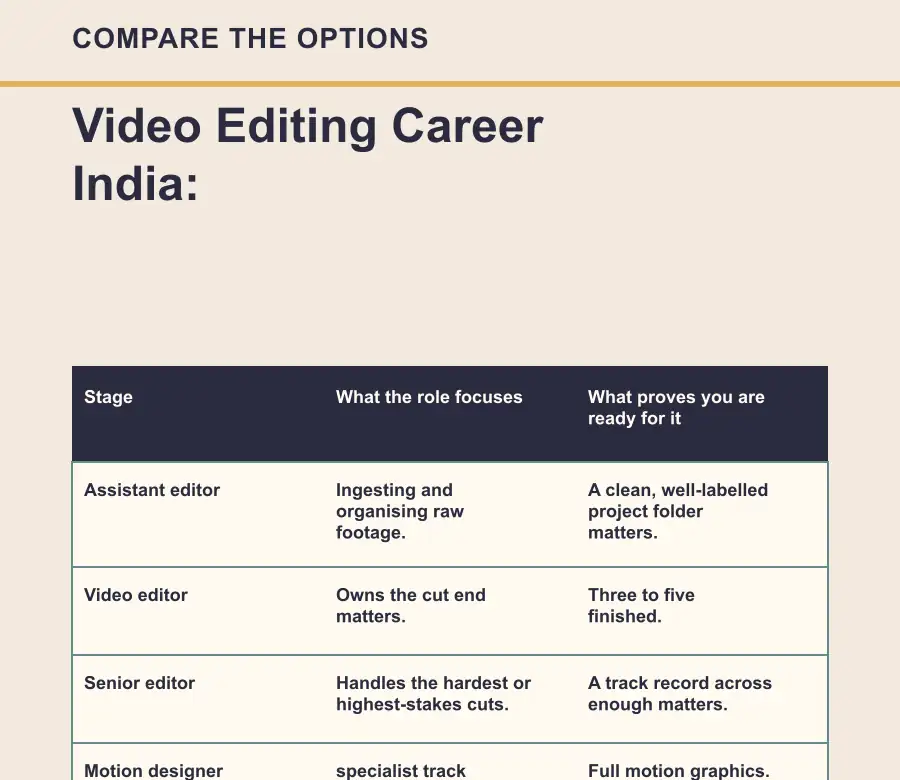 COMPARE THE OPTIONS
Video Editing Career
India:
Stage
What the role focuses
What proves you are
ready for it
Assistant editor
Ingesting and
organising raw
footage.
A clean, well-labelled
project folder
matters.
Video editor
Owns the cut end
matters.
Three to five
finished.
Senior editor
Handles the hardest or
highest-stakes cuts.
A track record across
enough matters.
Motion designer
specialist track
Full motion graphics.